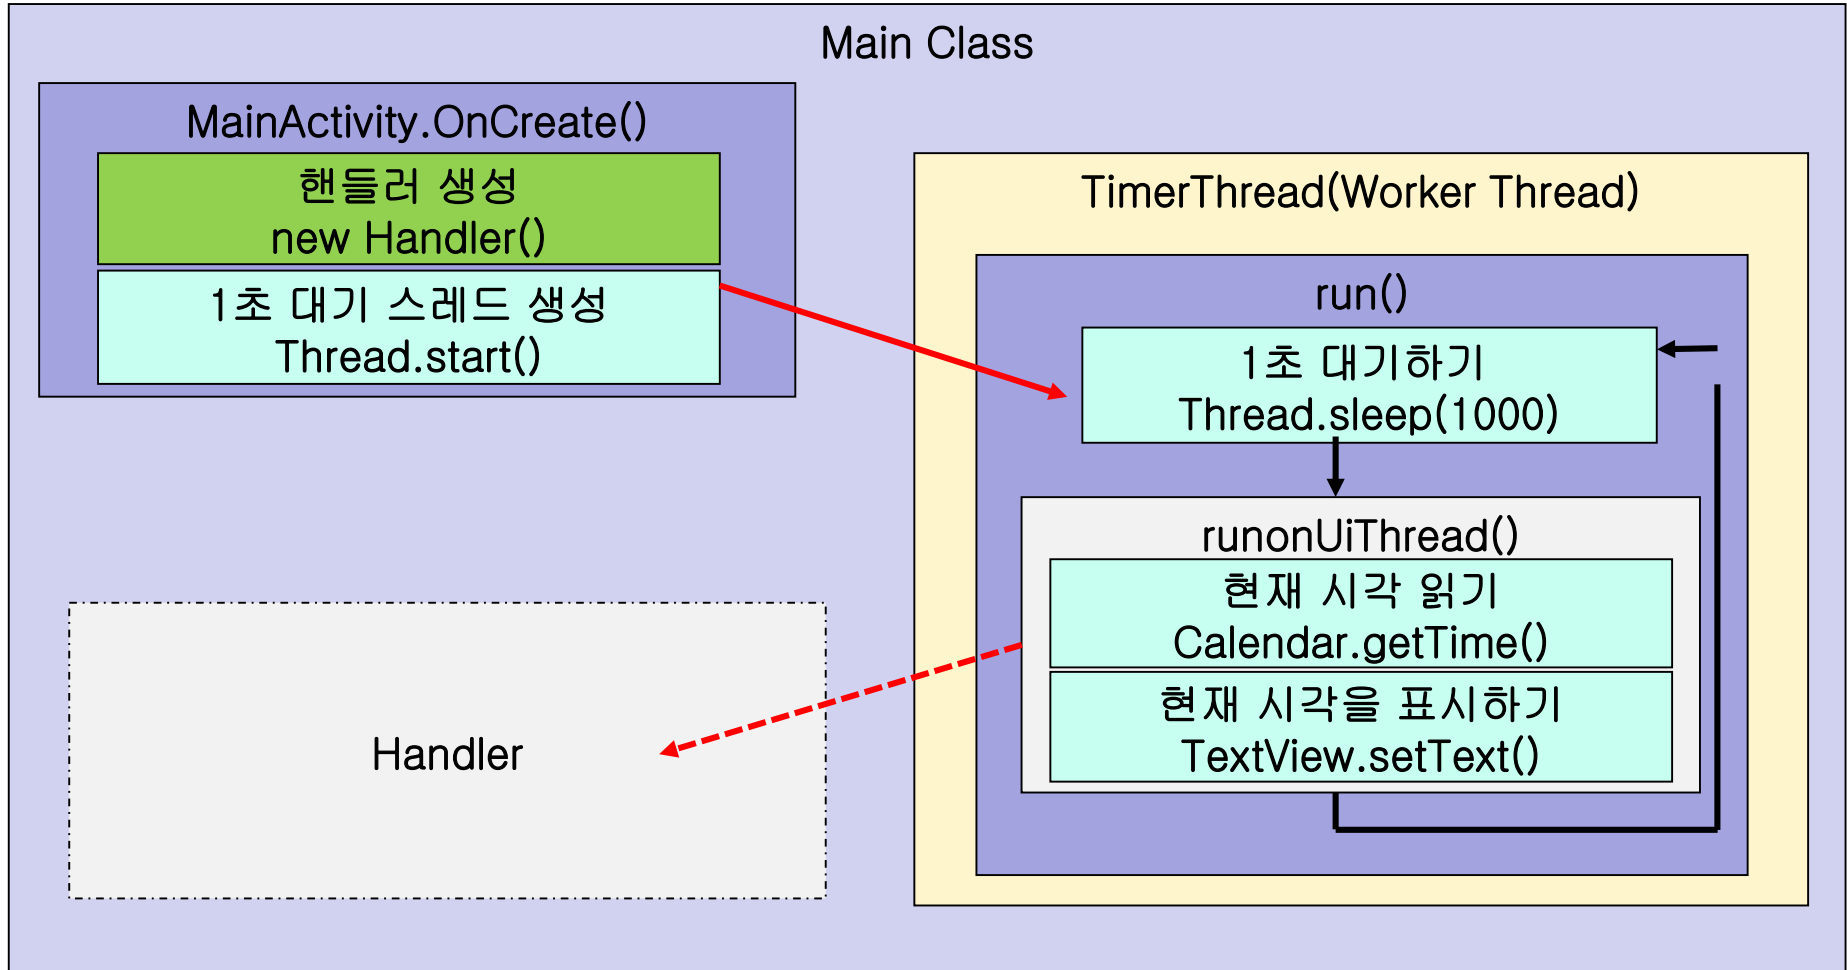 Main Class
MainActivity.OnCreate()
핸들러 생성
new Handler()
1초 대기 스레드 생성
Thread.start()
TimerThread(Worker Thread)
run()
1초 대기하기
Thread.sleep(1000)
runonUiThread()
현재 시각 읽기
Calendar.getTime()
현재 시각을 표시하기
TextView.setText()
Handler